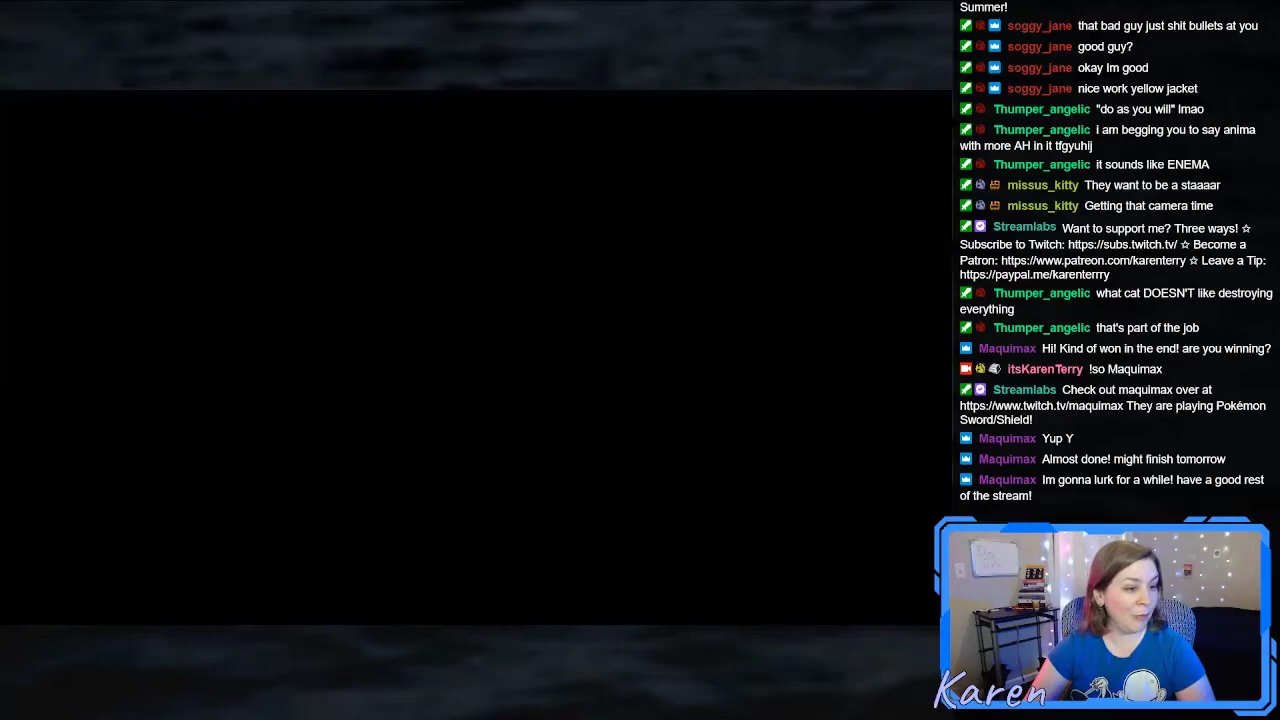 Summer!
soggy_jane that bad guy just shit bullets at you
soggy_jane good guy?
soggy_jane okay Im good
soggy_jane nice work yellow jacket
Thumper_angelic "do as you will" lmao
Thumper_angelic i am begging you to say anima
with more AH in it tfgyuhij
Thumper_angelic it sounds like ENEMA
missus_kitty They want to be a staaaar
missus_kitty Getting that camera time
Streamlabs Want to support me? Three ways! ☆
Subscribe to Twitch: https://subs.twitch.tv/ ☆ Become a
Patron: https://www.patreon.com/karenterry ☆ Leave a Tip:
https://paypal.me/karenterrry
Thumper_angelic what cat DOESN'T like destroying
everything
Thumper_angelic that's part of the job
Maquimax Hi! Kind of won in the end! are you winning?
itsKarenTerry !so Maquimax
Streamlabs Check out maquimax over at
https://www.twitch.tv/maquimax They are playing Pokémon
Sword/Shield!
Maquimax Yup Y
Maquimax Almost done! might finish tomorrow
Maquimax Im gonna lurk for a while! have a good rest
of the stream!
Karen